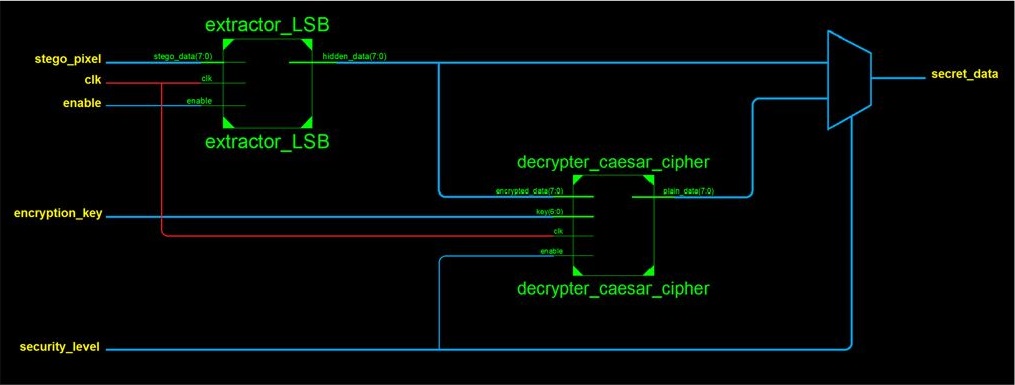 extractor_LSB
stego_pixel
stego_data(7:0)
hidden_data(7:0)
clk
clk
enable
enable
extractor_LSB
secret_data
decrypter_caesar_cipher
encrypted_data(7:0)
plain_data(7:0)
encryption_key
key(6:0)
clk
enable
decrypter_caesar_cipher
security_level